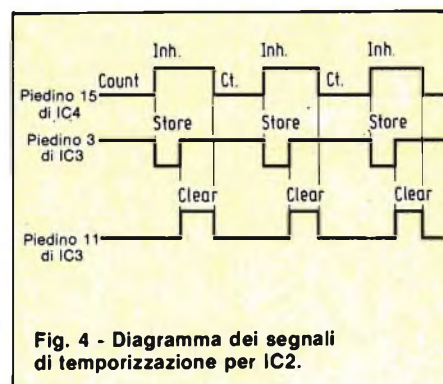 Inh. Inh. Inh.
Count Ct. Ct.
Piedino 15
di IC4
Store Store Store
Piedino 3
di IC3
Clear Clear Clear
Piedino 11
di IC3
Fig. 4 - Diagramma dei segnali
di temporizzazione per IC2.